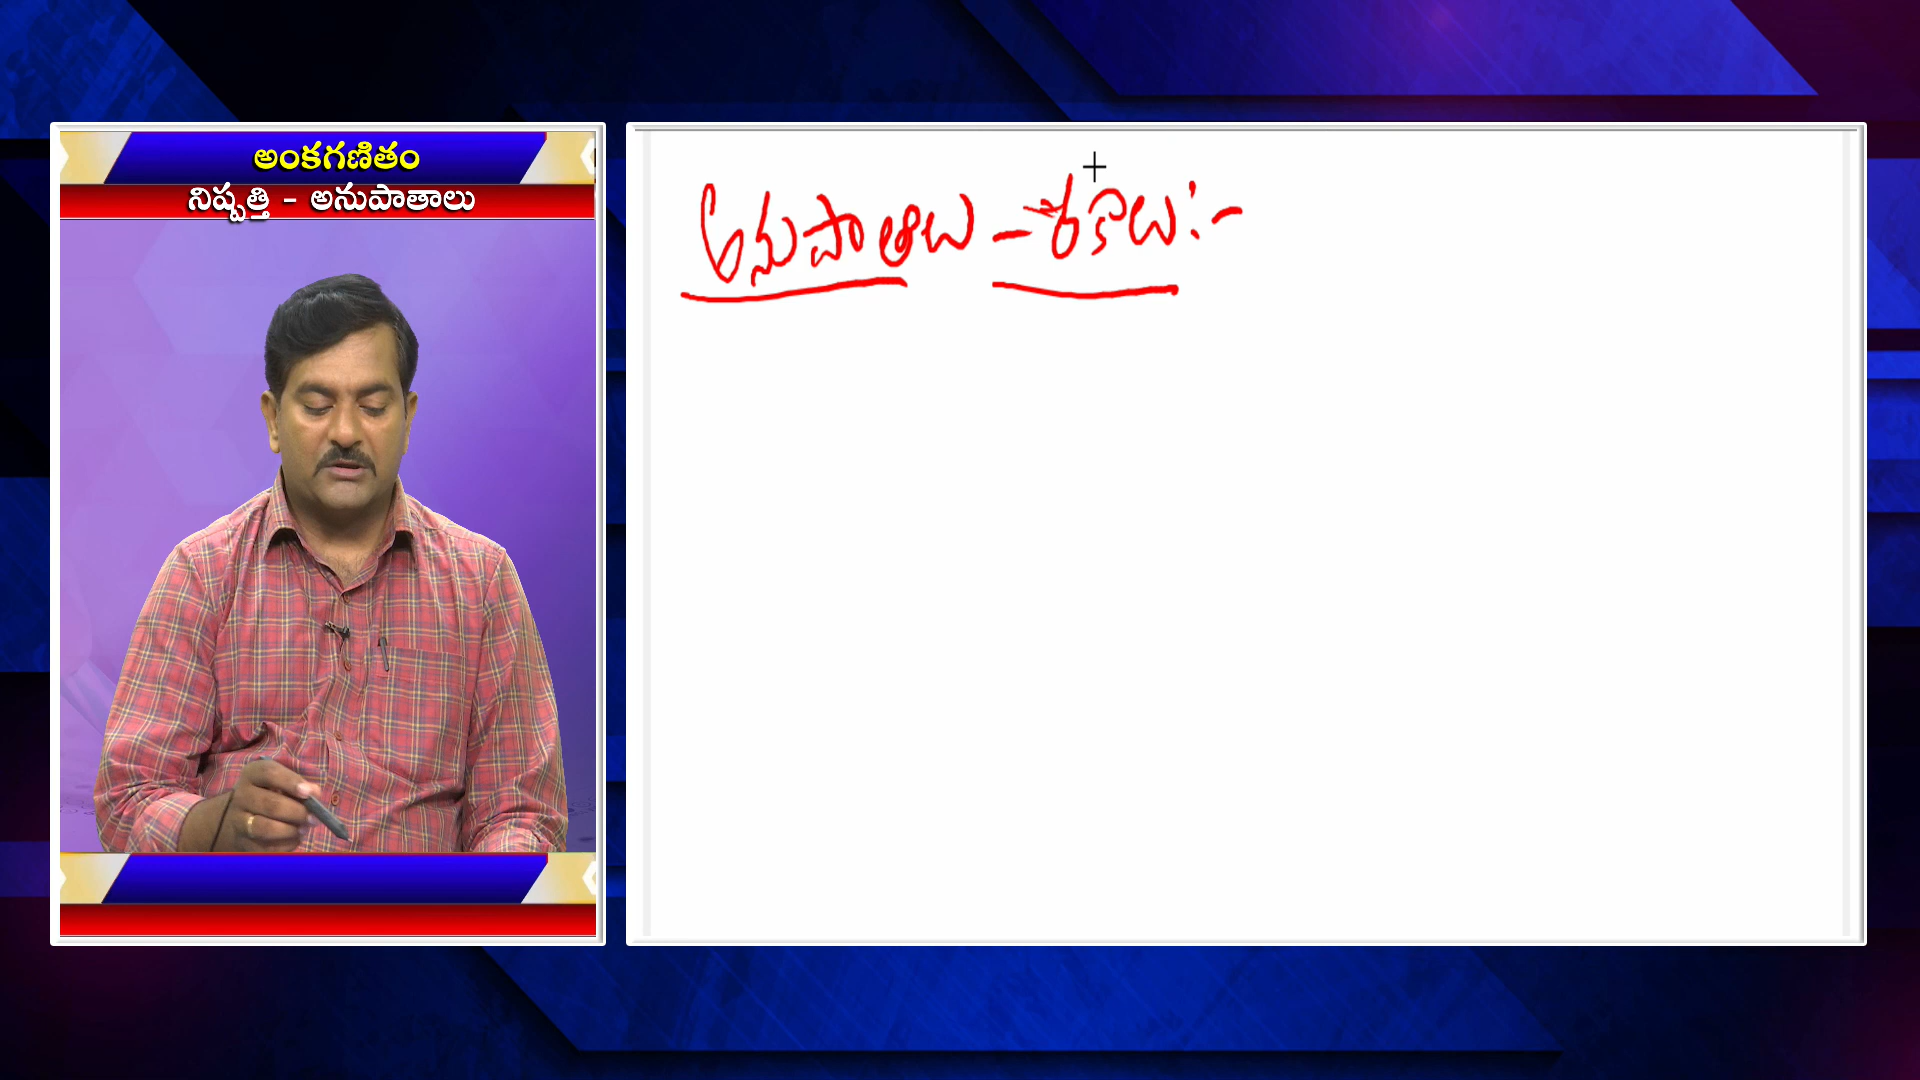 అంకగణితం
నిష్పత్తి - అనుపాతాలు
అనుపాతాలు - రకాలు :-